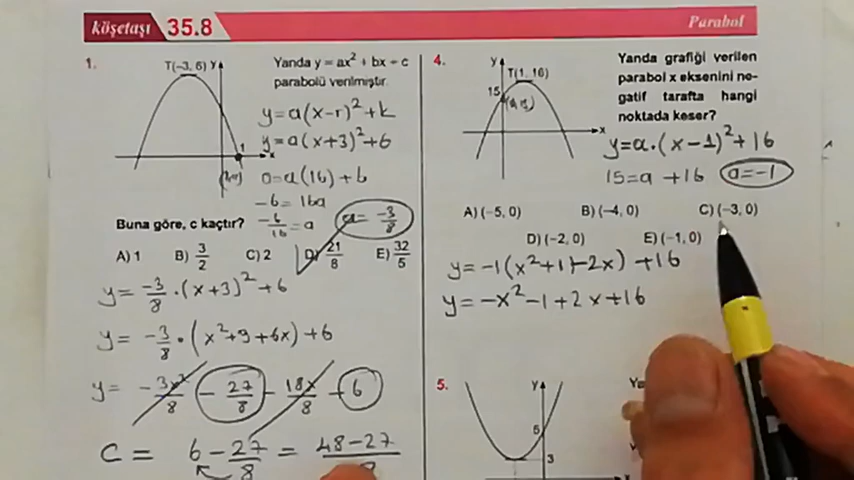 köşetaşı 35.8
Parabol
1.
T(-3, 6) y
1
x
Yanda y = ax² + bx + c
parabolü verilmiştir.
y = a(x-r)² + k
y = a(x+3)² + 6
0 = a(16) + 6
-6 = 16a
-6/16 = a
a = -3/8
Buna göre, c kaçtır?
A) 1 B) 3/2 C) 2 D) 21/8 E) 32/5
y = -3/8 · (x+3)² + 6
y = -3/8 · (x² + 9 + 6x) + 6
y = -3x²/8 - 27/8 - 18x/8 + 6
C = 6 - 27/8 = 48-27/8
4.
y
T(1, 16)
15
(0,15)
x
Yanda grafiği verilen
parabol x eksenini ne-
gatif tarafta hangi
noktada keser?
y = a·(x-1)² + 16
15 = a + 16
a = -1
A) (-5, 0) B) (-4, 0) C) (-3, 0)
D) (-2, 0) E) (-1, 0)
y = -1(x² + 1 - 2x) + 16
y = -x² - 1 + 2x + 16
5.
y
5
3